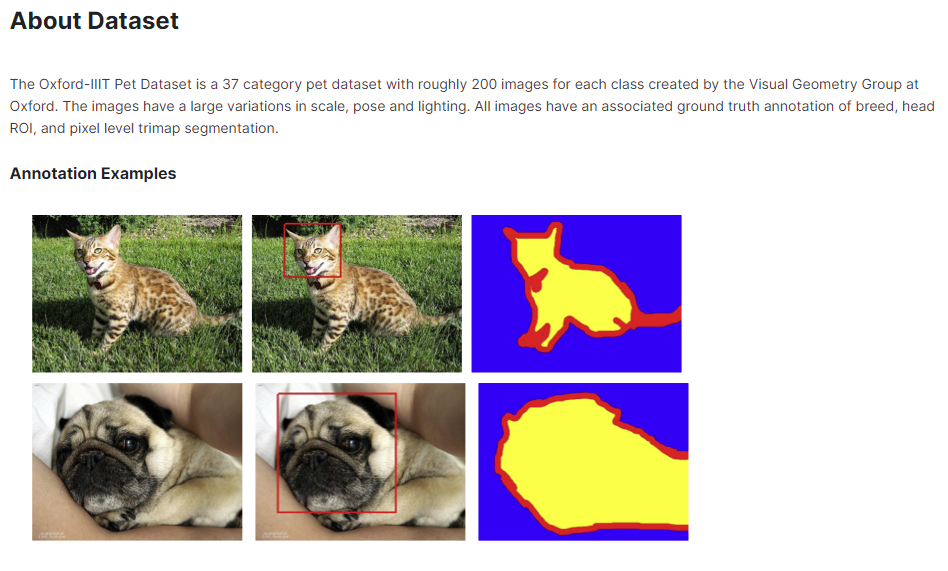 About Dataset
The Oxford-IIIT Pet Dataset is a 37 category pet dataset with roughly 200 images for each class created by the Visual Geometry Group at
Oxford. The images have a large variations in scale, pose and lighting. All images have an associated ground truth annotation of breed, head
ROI, and pixel level trimap segmentation.
Annotation Examples